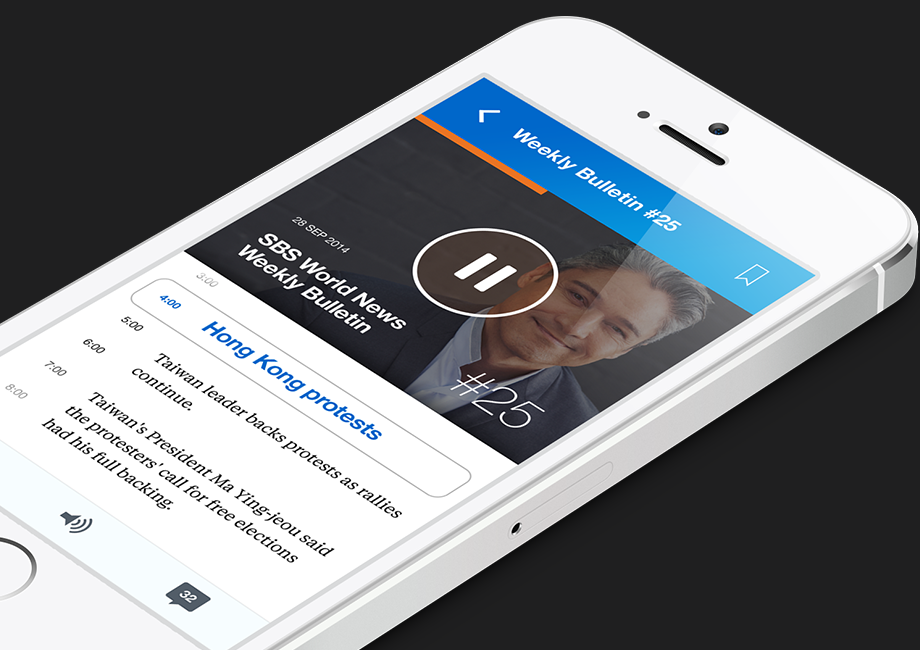 Weekly Bulletin #25
28 SEP 2014
SBS World News
Weekly Bulletin
#25
3:00
4:00
Hong Kong protests
5:00
6:00
7:00
8:00
Taiwan leader backs protests as rallies
continue.
Taiwan's President Ma Ying-jeou said
the protesters' call for free elections
had his full backing.
32